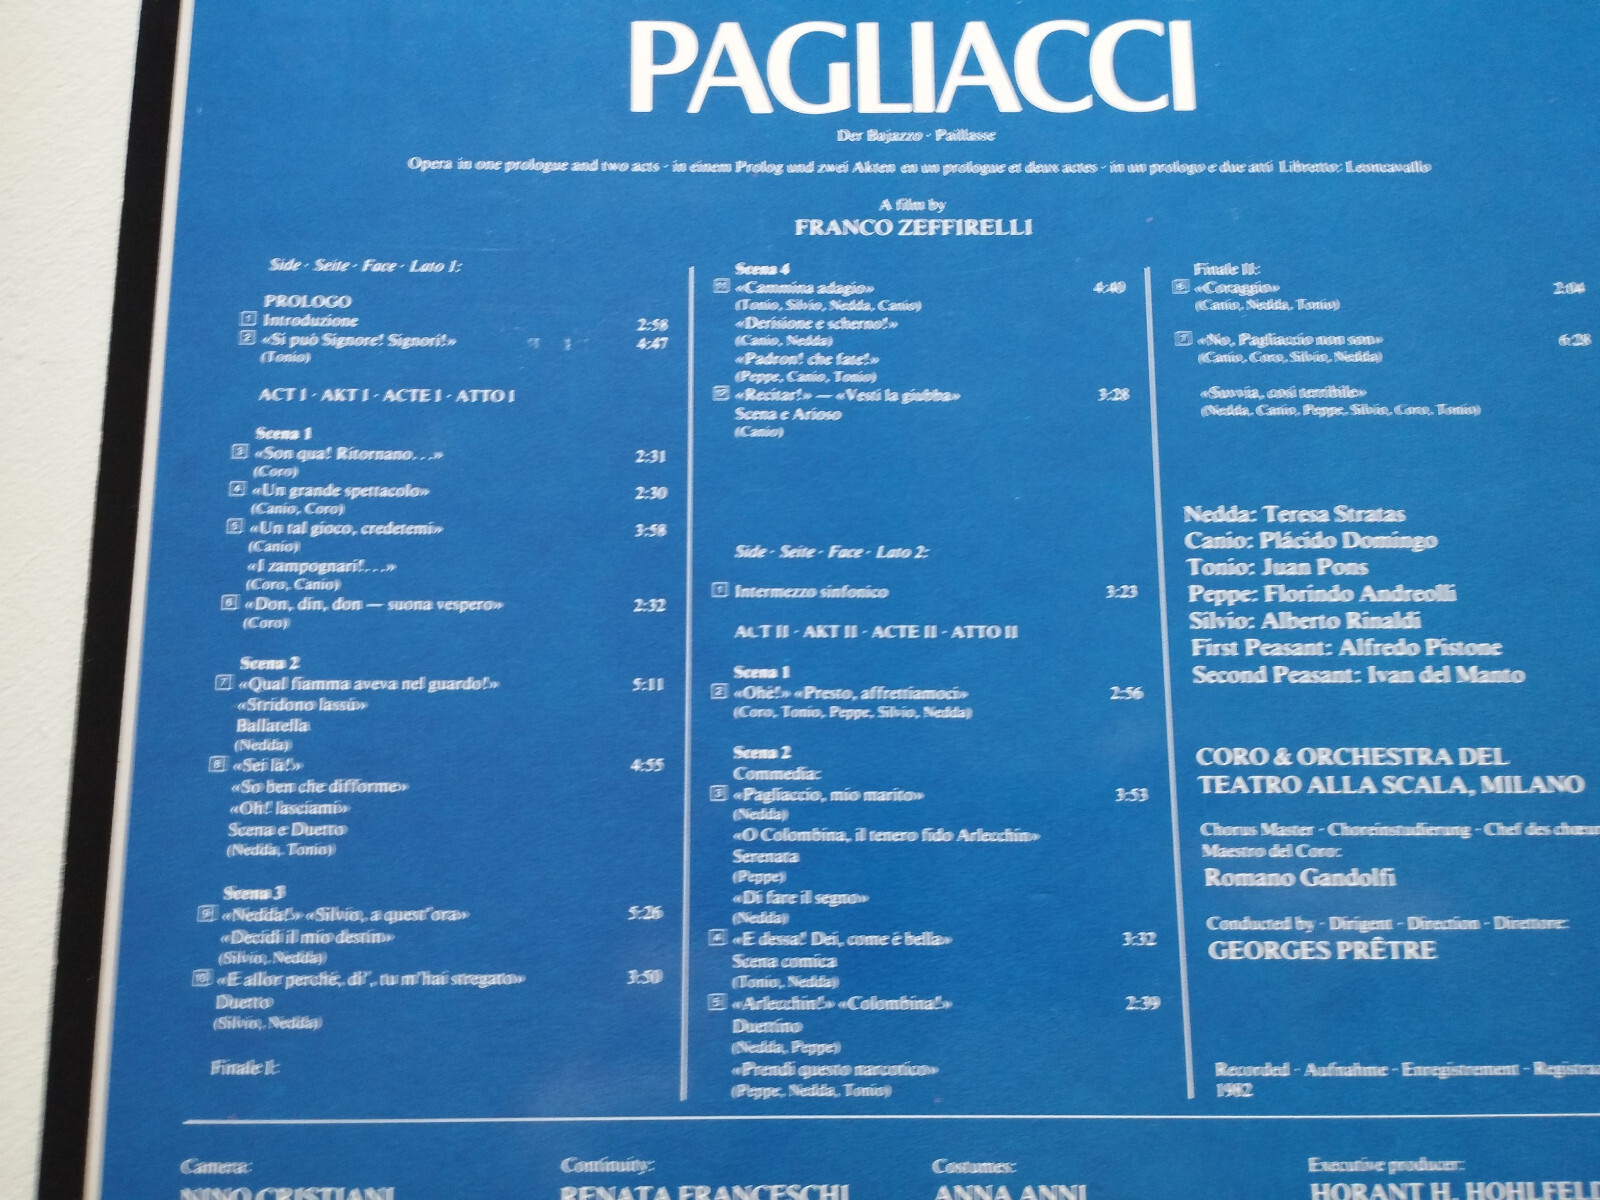 PAGLIACCI
Der Bajazzo · Paillasse
Opera in one prologue and two acts · in einem Prolog und zwei Akten en un prologue et deux actes · in un prologo e due atti Libretto: Leoncavallo
A film by
FRANCO ZEFFIRELLI
Side · Seite · Face · Lato 1:
PROLOGO
1 Introduzione 2:58
2 «Si può Signore! Signori!» 4:47
(Tonio)
ACT I · AKT I · ACTE I · ATTO I
Scena 1
3 «Son qua! Ritornano...» 2:31
(Coro)
4 «Un grande spettacolo» 2:30
(Canio, Coro)
5 «Un tal gioco, credetemi» 3:58
(Canio)
«I zampognari!...»
(Coro, Canio)
6 «Don, din, don — suona vespero» 2:32
(Coro)
Scena 2
7 «Qual fiamma aveva nel guardo!» 5:11
«Stridono lassù»
Ballatella
(Nedda)
8 «Sei là!» 4:55
«So ben che difforme»
«Oh! lasciami»
Scena e Duetto
(Nedda, Tonio)
Scena 3
9 «Nedda!» «Silvio, a quest'ora» 5:26
«Decidi il mio destin»
(Silvio, Nedda)
10 «E allor perchè, di', tu m'hai stregato» 3:50
Duetto
(Silvio, Nedda)
Finale I:
Scena 4
11 «Cammina adagio» 4:40
(Tonio, Silvio, Nedda, Canio)
«Derisione e scherno!»
(Canio, Nedda)
«Padron! che fate!»
(Peppe, Canio, Tonio)
12 «Recitar!» — «Vesti la giubba» 3:28
Scena e Arioso
(Canio)
Side · Seite · Face · Lato 2:
1 Intermezzo sinfonico 3:23
ACT II · AKT II · ACTE II · ATTO II
Scena 1
2 «Ohè!» «Presto, affrettiamoci» 2:56
(Coro, Tonio, Peppe, Silvio, Nedda)
Scena 2
Commedia:
3 «Pagliaccio, mio marito» 3:53
(Nedda)
«O Colombina, il tenero fido Arlecchin»
Serenata
(Peppe)
«Di fare il segno»
(Nedda)
4 «E dessa! Dei, come è bella» 3:32
Scena comica
(Tonio, Nedda)
5 «Arlecchin!» «Colombina!» 2:39
Duettino
(Nedda, Peppe)
«Prendi questo narcotico»
(Peppe, Nedda, Tonio)
Finale II:
6 «Coraggio» 2:04
(Canio, Nedda, Tonio)
7 «No, Pagliaccio non son» 6:28
(Canio, Coro, Silvio, Nedda)
«Suvvia, così terribile»
(Nedda, Canio, Peppe, Silvio, Coro, Tonio)
Nedda: Teresa Stratas
Canio: Plácido Domingo
Tonio: Juan Pons
Peppe: Florindo Andreolli
Silvio: Alberto Rinaldi
First Peasant: Alfredo Pistone
Second Peasant: Ivan del Manto
CORO & ORCHESTRA DEL
TEATRO ALLA SCALA, MILANO
Chorus Master · Choreinstudierung · Chef des chœur
Maestro del Coro:
Romano Gandolfi
Conducted by · Dirigent · Direction · Direttore:
GEORGES PRÊTRE
Recorded · Aufnahme · Enregistrement · Registra
1982
Camera:
NINO CRISTIANI
Continuity:
RENATA FRANCESCHI
Costumes:
ANNA ANNI
Executive producer:
HORANT H. HOHLFELD